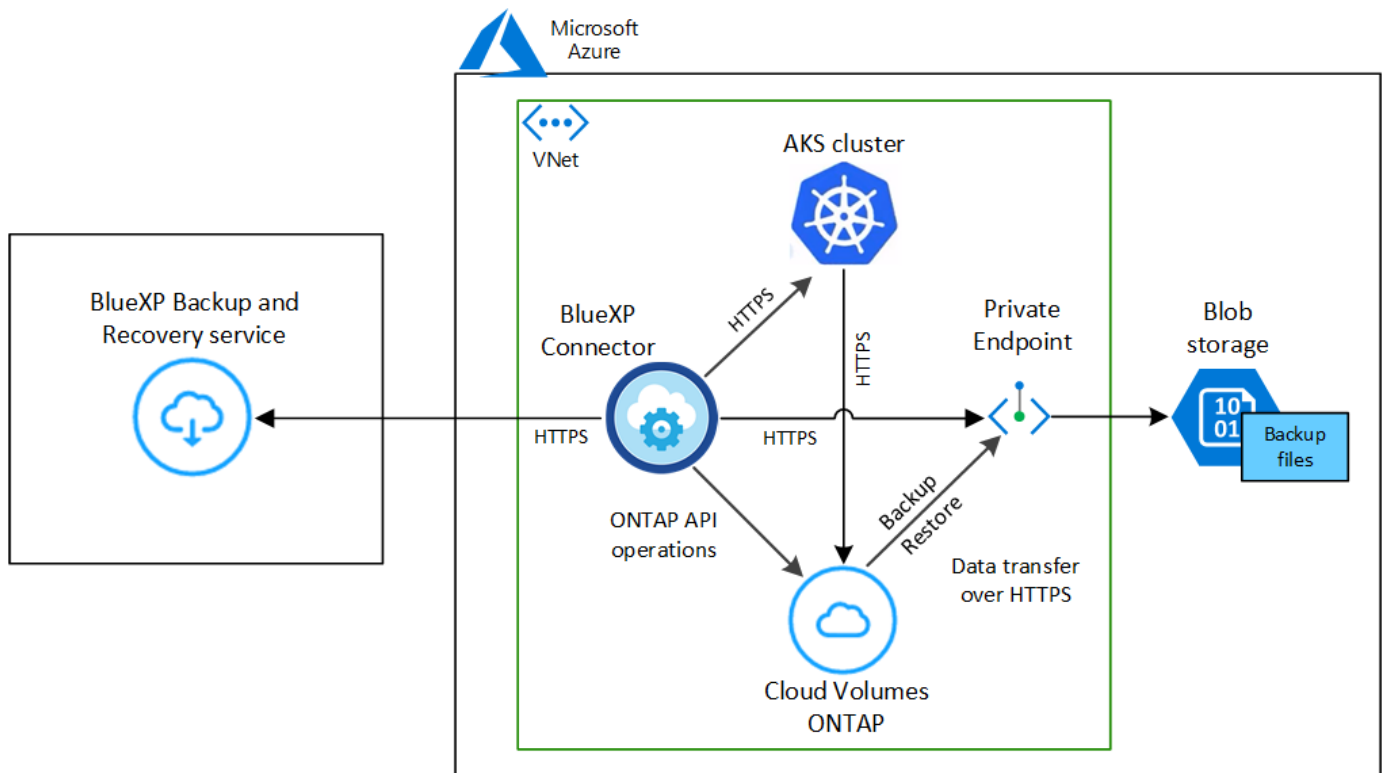 Microsoft
Azure
VNet
AKS cluster
BlueXP Backup and
Recovery service
BlueXP
Connector
HTTPS
HTTPS
Private
Endpoint
Blob
storage
10
01
Backup
files
HTTPS
HTTPS
ONTAP API
operations
Backup
Restore
Data transfer
over HTTPS
Cloud Volumes
ONTAP